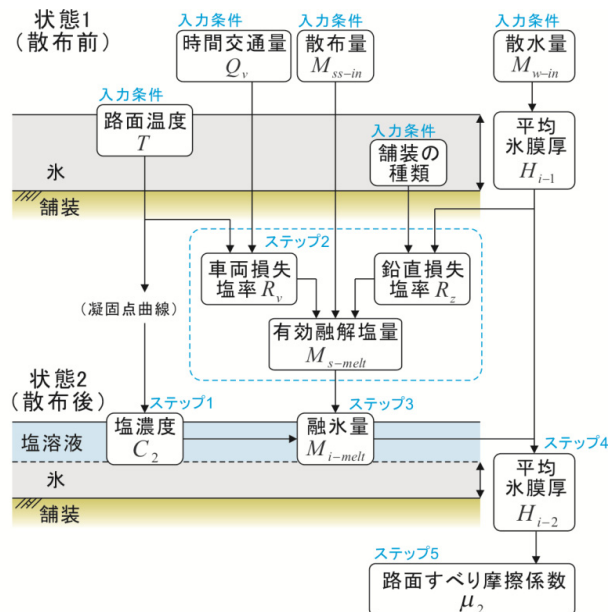 状態1
(散布前)
入力条件
時間交通量
Q_v
入力条件
散布量
M_{ss-in}
入力条件
散水量
M_{w-in}
入力条件
路面温度
T
入力条件
舗装の
種類
平均
氷膜厚
H_{i-1}
氷
舗装
ステップ2
車両損失
塩率 R_v
鉛直損失
塩率 R_z
有効融解塩量
M_{s-melt}
(凝固点曲線)
状態2
(散布後)
ステップ1
塩濃度
C_2
ステップ3
融氷量
M_{i-melt}
塩溶液
氷
舗装
ステップ4
平均
氷膜厚
H_{i-2}
ステップ5
路面すべり摩擦係数
μ_2